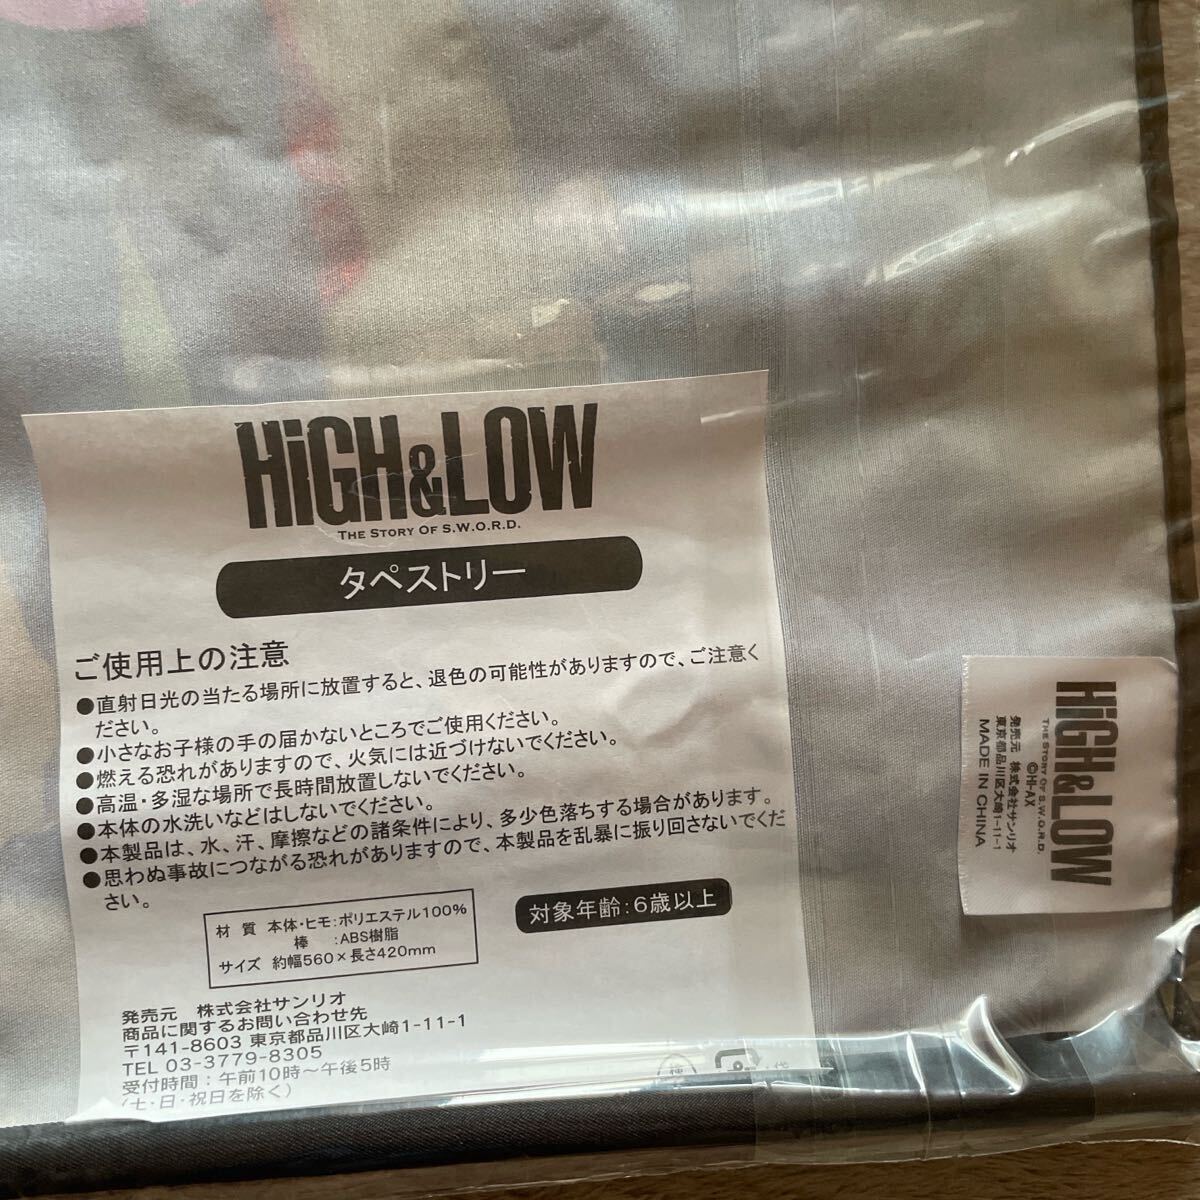 HiGH&LOW
THE STORY OF S.W.O.R.D.
タペストリー
ご使用上の注意
●直射日光の当たる場所に放置すると、退色の可能性がありますので、ご注意く
ださい。
●小さなお子様の手の届かないところでご使用ください。
●燃える恐れがありますので、火気には近づけないでください。
●高温・多湿な場所で長時間放置しないでください。
●本体の水洗いなどはしないでください。
●本製品は、水、汗、摩擦などの諸条件により、多少色落ちする場合があります。
●思わぬ事故につながる恐れがありますので、本製品を乱暴に振り回さないでくだ
さい。
材 質 本体・ヒモ:ポリエステル100%
棒 :ABS樹脂
サイズ 約幅560×長さ420mm
対象年齢:6歳以上
発売元 株式会社サンリオ
商品に関するお問い合わせ先
〒141-8603 東京都品川区大崎1-11-1
TEL 03-3779-8305
受付時間:午前10時~午後5時
(土・日・祝日を除く)
HiGH&LOW
THE STORY OF S.W.O.R.D.
©HI-AX
発売元 株式会社サンリオ
東京都品川区大崎1-11-1
MADE IN CHINA